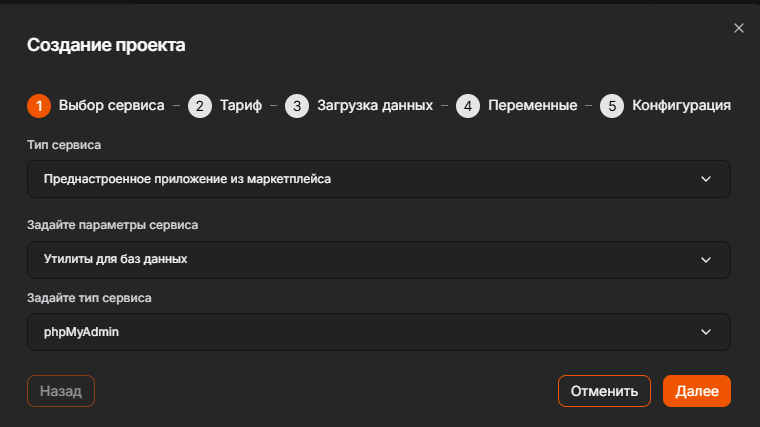 Создание проекта
1 Выбор сервиса – 2 Тариф – 3 Загрузка данных – 4 Переменные – 5 Конфигурация
Тип сервиса
Преднастроенное приложение из маркетплейса
Задайте параметры сервиса
Утилиты для баз данных
Задайте тип сервиса
phpMyAdmin
Назад Отменить Далее